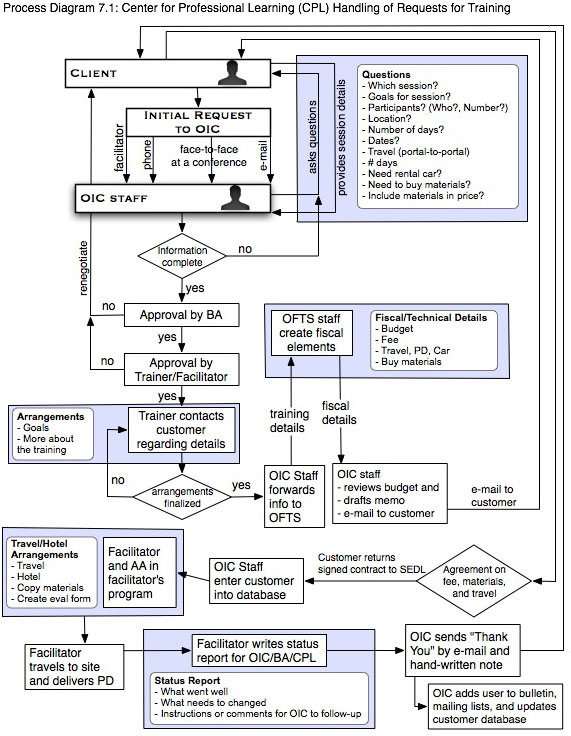 Process Diagram 7.1: Center for Professional Learning (CPL) Handling of Requests for Training
CLIENT
INITIAL REQUEST
TO OIC
facilitator
phone
face-to-face
at a conference
e-mail
asks questions
provides session details
Questions
- Which session?
- Goals for session?
- Participants? (Who?, Number?)
- Location?
- Number of days?
- Dates?
- Travel (portal-to-portal)
- # days
- Need rental car?
- Need to buy materials?
- Include materials in price?
OIC STAFF
Information
complete
no
yes
renegotiate
Approval by BA
no
yes
Approval by
Trainer/Facilitator
no
yes
OFTS staff
create fiscal
elements
Fiscal/Technical Details
- Budget
- Fee
- Travel, PD, Car
- Buy materials
Arrangements
- Goals
- More about
the training
Trainer contacts
customer
regarding details
training
details
fiscal
details
no
arrangements
finalized
yes
OIC Staff
forwards
info to
OFTS
OIC staff
- reviews budget and
- drafts memo
- e-mail to customer
e-mail to
customer
Travel/Hotel
Arrangements
- Travel
- Hotel
- Copy materials
- Create eval form
Facilitator
and AA in
facilitator's
program
OIC Staff
enter customer
into database
Customer returns
signed contract to SEDL
Agreement on
fee, materials,
and travel
Facilitator
travels to site
and delivers PD
Facilitator writes status
report for OIC/BA/CPL
Status Report
- What went well
- What needs to changed
- Instructions or comments for OIC to follow-up
OIC sends "Thank
You" by e-mail and
hand-written note
OIC adds user to bulletin,
mailing lists, and updates
customer database